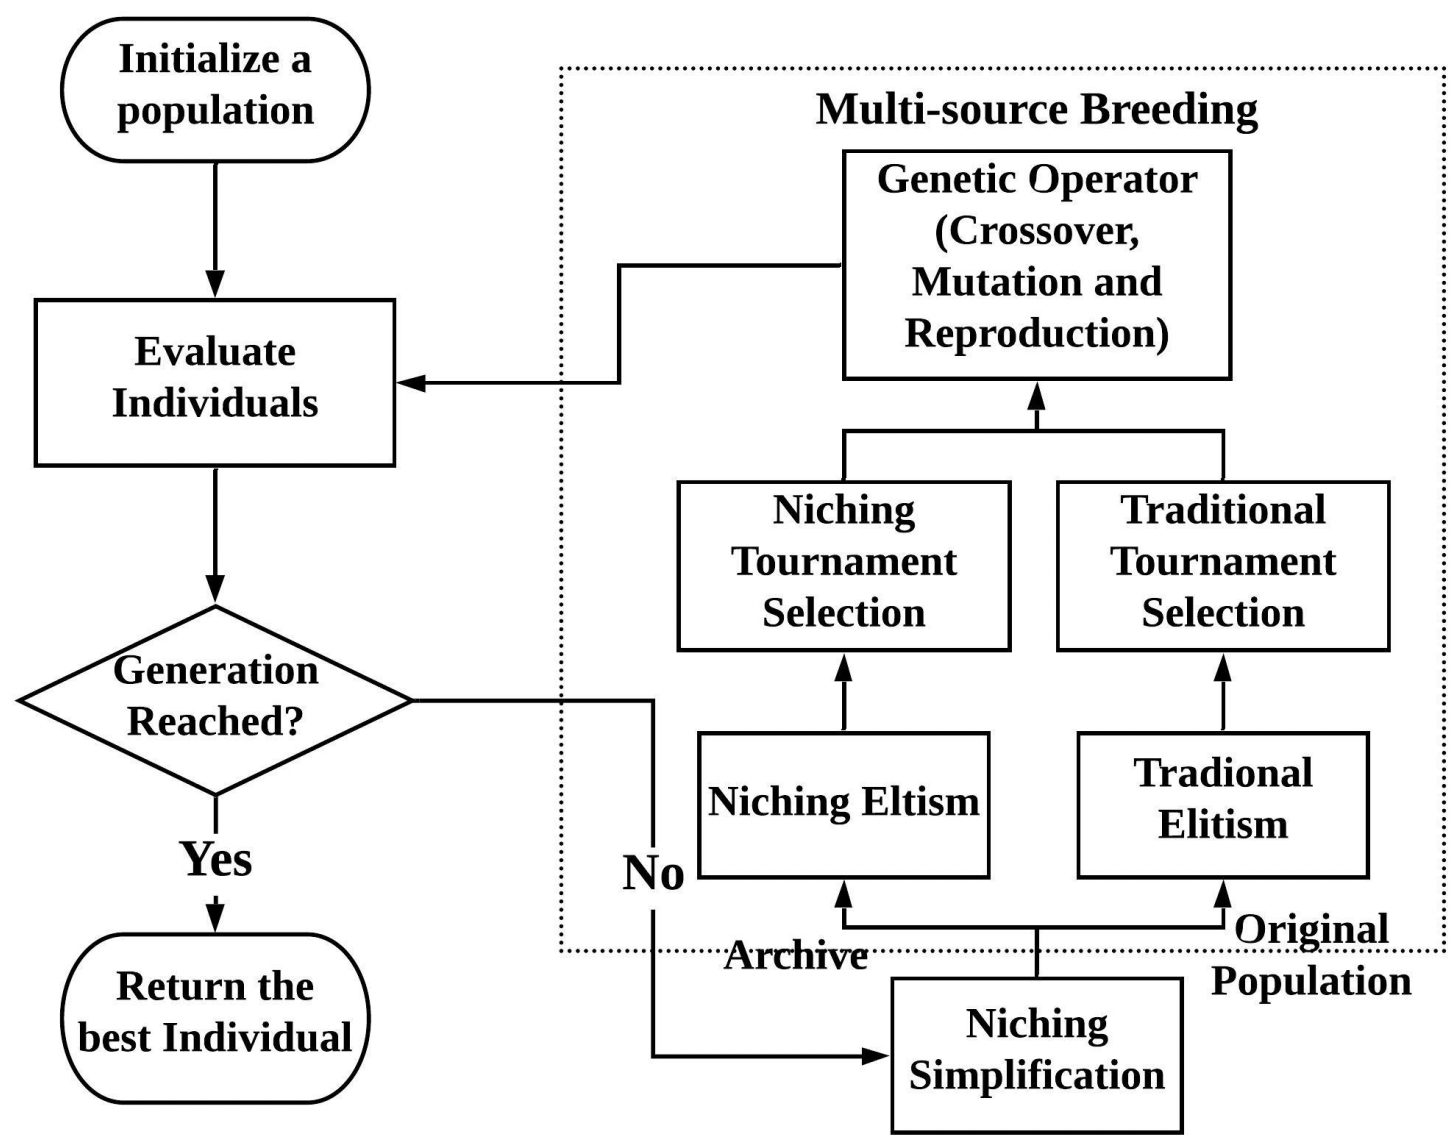 Initialize a
population
Evaluate
Individuals
Generation
Reached?
Yes
Return the
best Individual
No
Multi-source Breeding
Genetic Operator
(Crossover,
Mutation and
Reproduction)
Niching
Tournament
Selection
Traditional
Tournament
Selection
Niching Eltism
Tradional
Elitism
Archive
Original
Population
Niching
Simplification